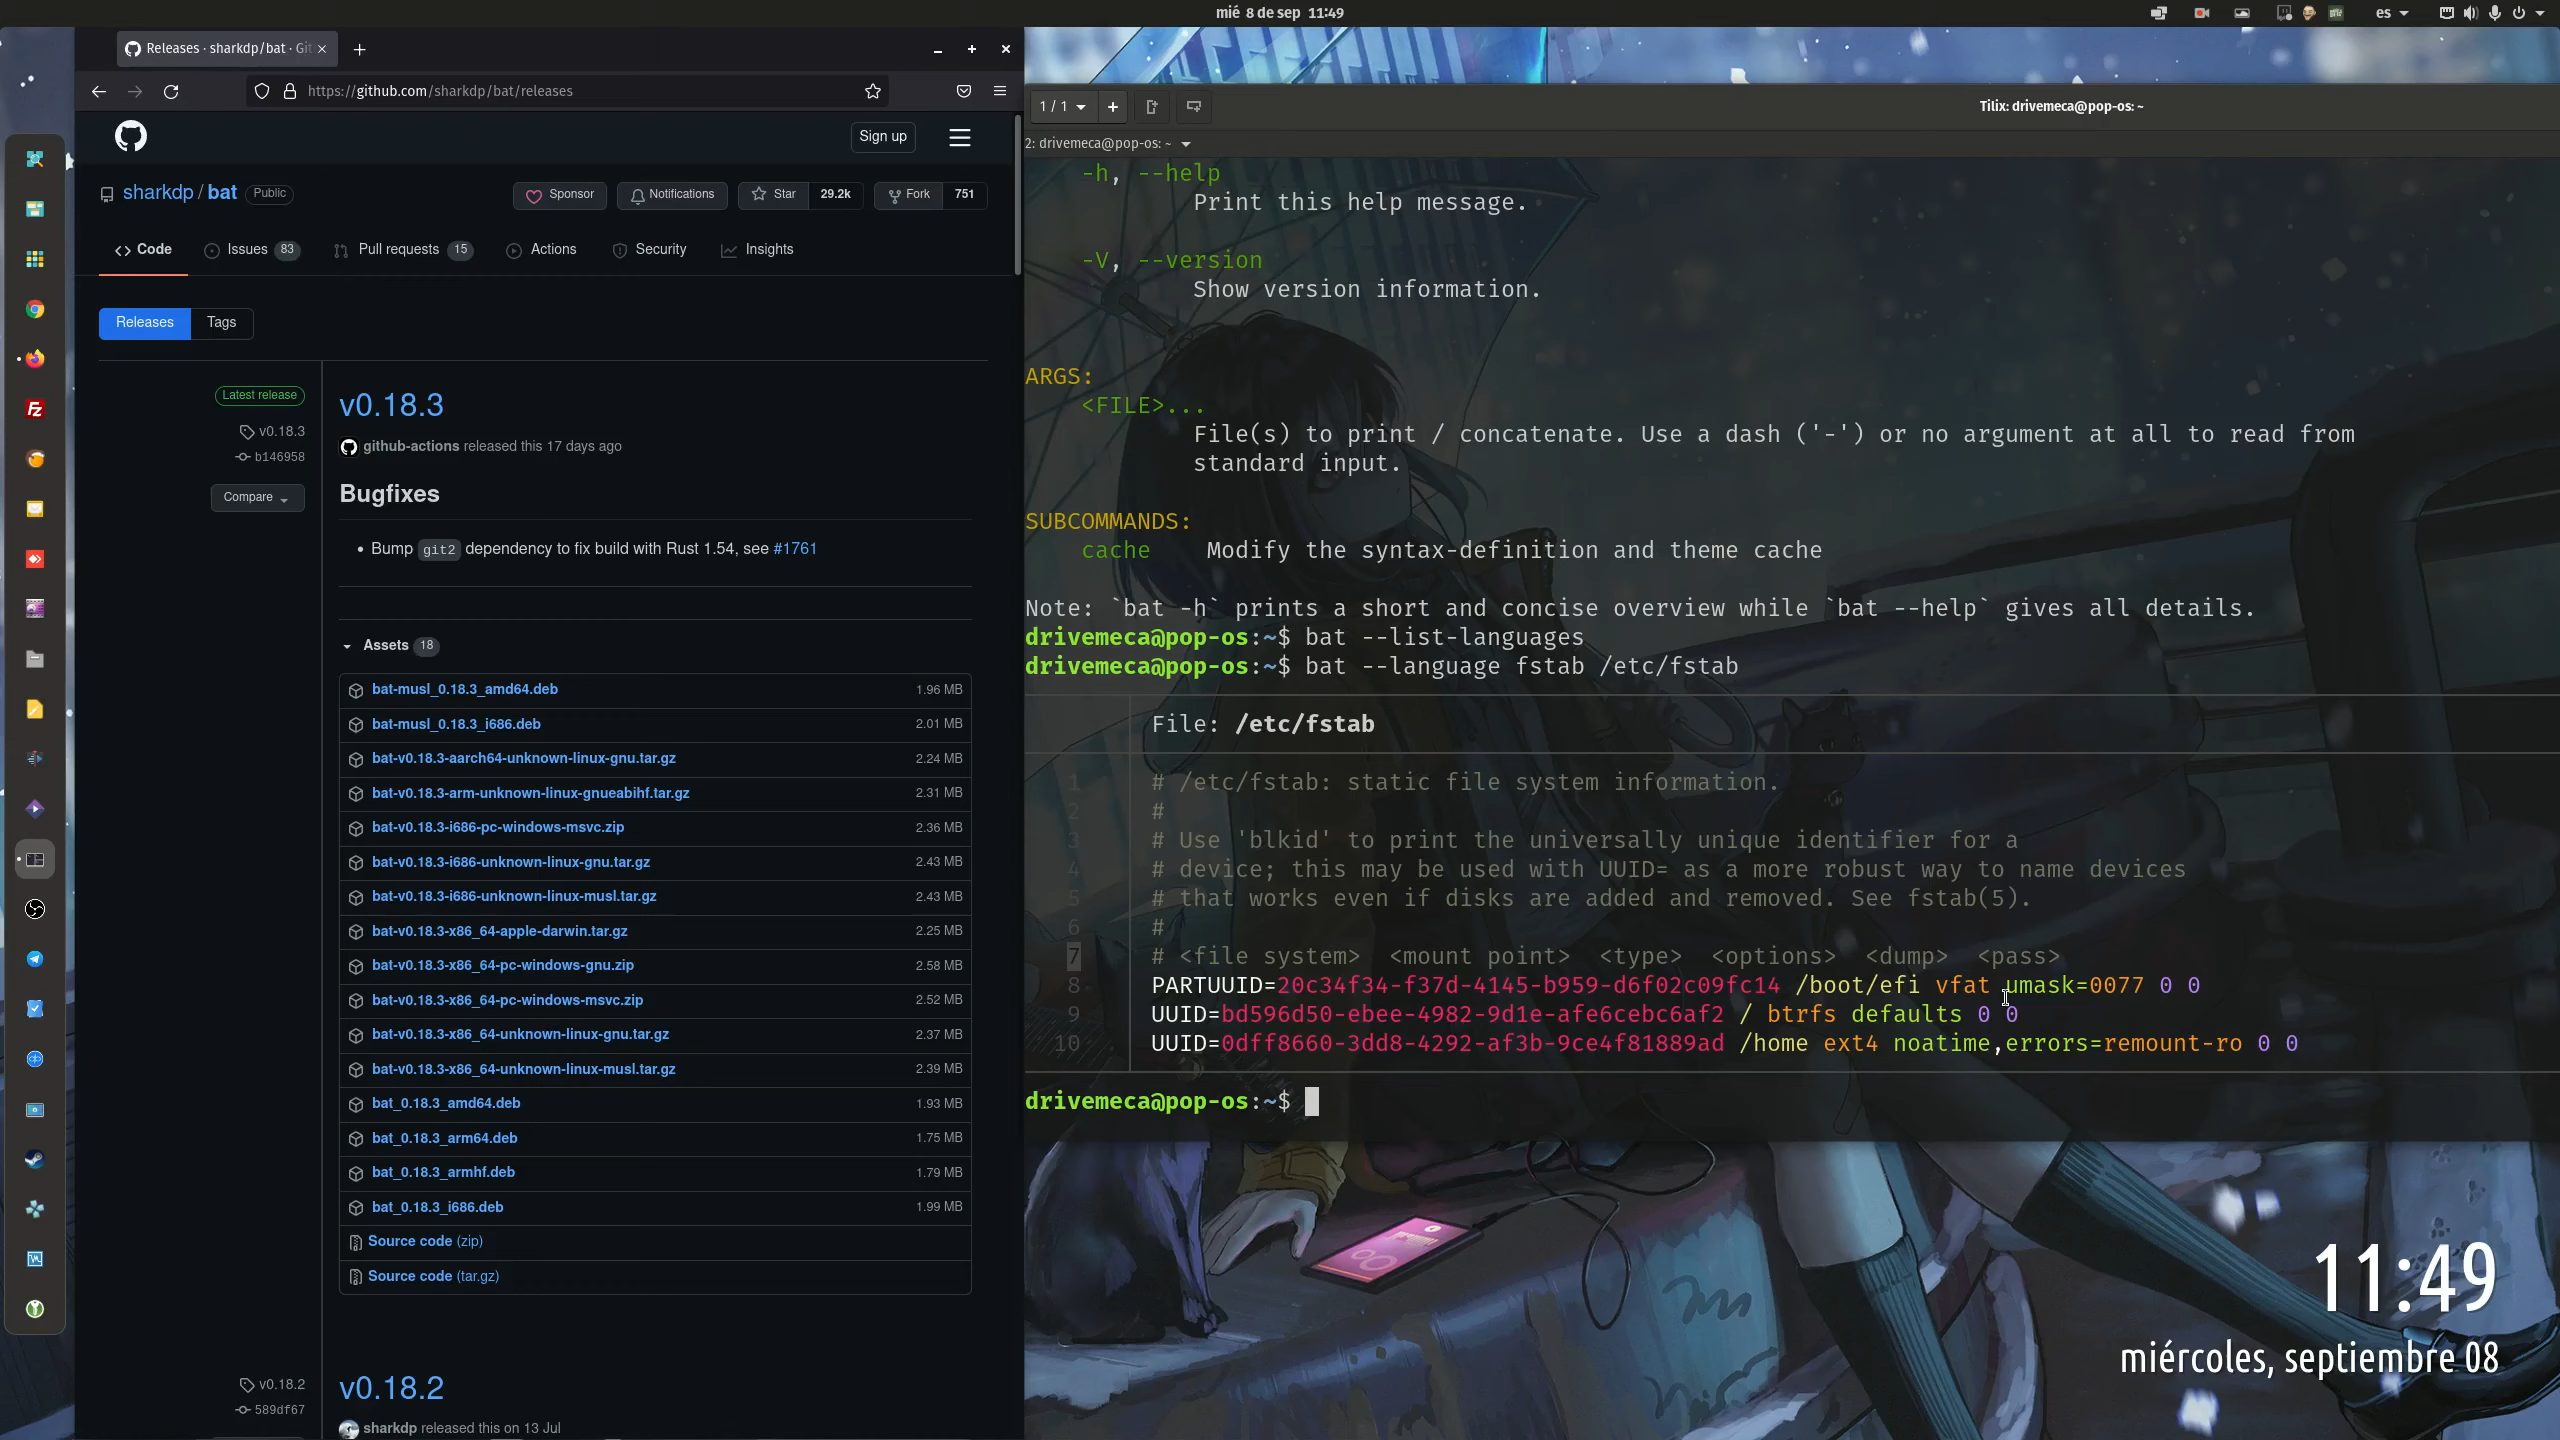 mié 8 de sep 11:49
es
Releases · sharkdp/bat · Git
https://github.com/sharkdp/bat/releases
Sign up
sharkdp / bat Public
Sponsor
Notifications
Star 29.2k
Fork 751
Code
Issues 83
Pull requests 15
Actions
Security
Insights
Releases
Tags
Latest release
v0.18.3
b146958
Compare
v0.18.3
github-actions released this 17 days ago
Bugfixes
• Bump git2 dependency to fix build with Rust 1.54, see #1761
Assets 18
bat-musl_0.18.3_amd64.deb 1.96 MB
bat-musl_0.18.3_i686.deb 2.01 MB
bat-v0.18.3-aarch64-unknown-linux-gnu.tar.gz 2.24 MB
bat-v0.18.3-arm-unknown-linux-gnueabihf.tar.gz 2.31 MB
bat-v0.18.3-i686-pc-windows-msvc.zip 2.36 MB
bat-v0.18.3-i686-unknown-linux-gnu.tar.gz 2.43 MB
bat-v0.18.3-i686-unknown-linux-musl.tar.gz 2.43 MB
bat-v0.18.3-x86_64-apple-darwin.tar.gz 2.25 MB
bat-v0.18.3-x86_64-pc-windows-gnu.zip 2.58 MB
bat-v0.18.3-x86_64-pc-windows-msvc.zip 2.52 MB
bat-v0.18.3-x86_64-unknown-linux-gnu.tar.gz 2.37 MB
bat-v0.18.3-x86_64-unknown-linux-musl.tar.gz 2.39 MB
bat_0.18.3_amd64.deb 1.93 MB
bat_0.18.3_arm64.deb 1.75 MB
bat_0.18.3_armhf.deb 1.79 MB
bat_0.18.3_i686.deb 1.99 MB
Source code (zip)
Source code (tar.gz)
v0.18.2
589df67
v0.18.2
sharkdp released this on 13 Jul
1 / 1
Tilix: drivemeca@pop-os: ~
2: drivemeca@pop-os: ~
-h, --help
Print this help message.
-V, --version
Show version information.
ARGS:
<FILE>...
File(s) to print / concatenate. Use a dash ('-') or no argument at all to read from
standard input.
SUBCOMMANDS:
cache Modify the syntax-definition and theme cache
Note: `bat -h` prints a short and concise overview while `bat --help` gives all details.
drivemeca@pop-os:~$ bat --list-languages
drivemeca@pop-os:~$ bat --language fstab /etc/fstab
File: /etc/fstab
1 # /etc/fstab: static file system information.
2 #
3 # Use 'blkid' to print the universally unique identifier for a
4 # device; this may be used with UUID= as a more robust way to name devices
5 # that works even if disks are added and removed. See fstab(5).
6 #
7 # <file system> <mount point> <type> <options> <dump> <pass>
8 PARTUUID=20c34f34-f37d-4145-b959-d6f02c09fc14 /boot/efi vfat umask=0077 0 0
9 UUID=bd596d50-ebee-4982-9d1e-afe6cebc6af2 / btrfs defaults 0 0
10 UUID=0dff8660-3dd8-4292-af3b-9ce4f81889ad /home ext4 noatime,errors=remount-ro 0 0
drivemeca@pop-os:~$
11:49
miércoles, septiembre 08